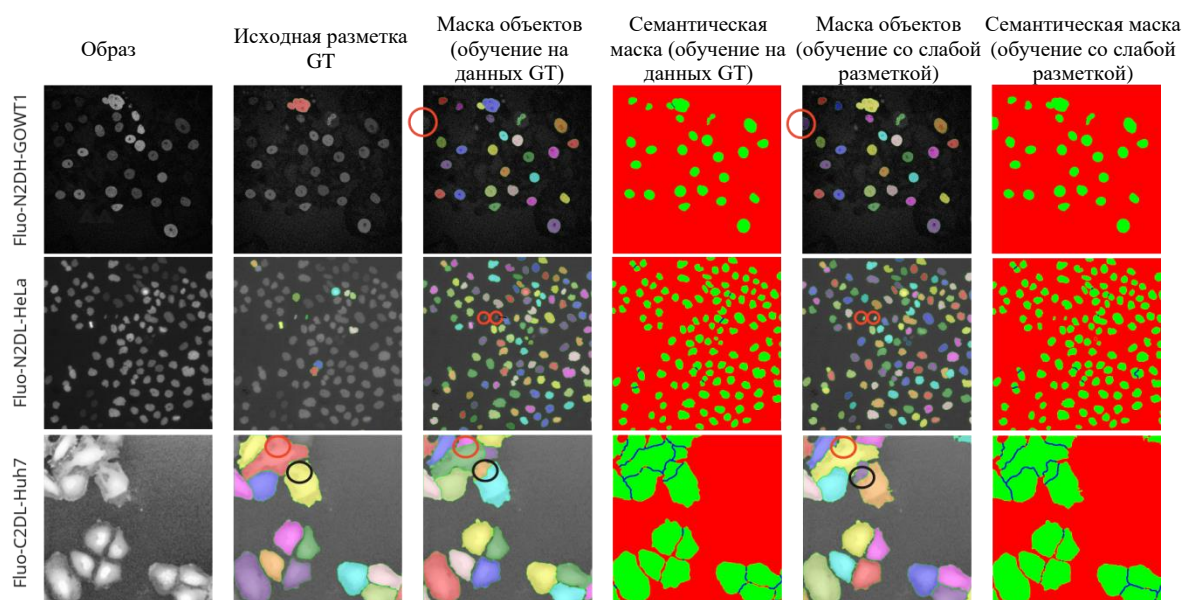 Образ
Исходная разметка
GT
Маска объектов
(обучение на
данных GT)
Семантическая
маска (обучение на
данных GT)
Маска объектов
(обучение со слабой
разметкой)
Семантическая маска
(обучение со слабой
разметкой)
Fluo-N2DH-GOWT1
Fluo-N2DL-HeLa
Fluo-C2DL-Huh7